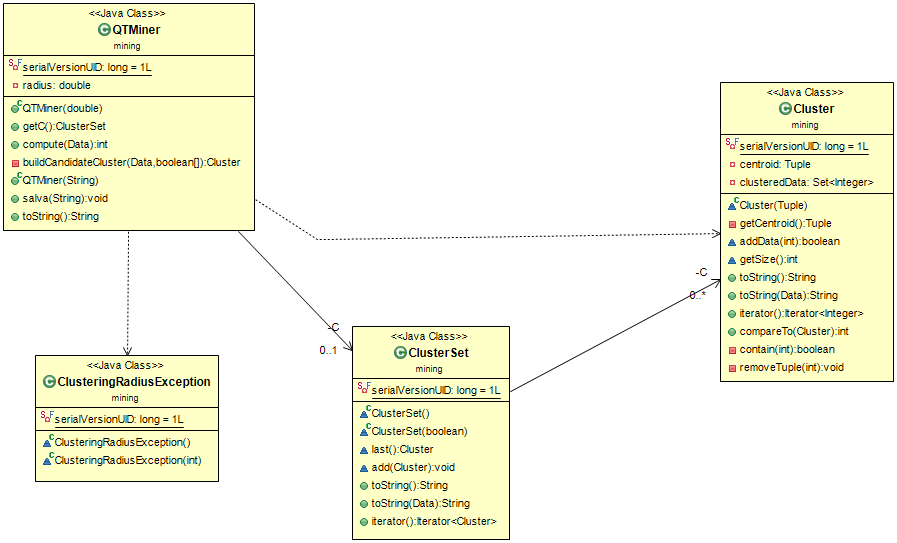 <<Java Class>>
QTMiner
mining
serialVersionUID: long = 1L
radius: double
QTMiner(double)
getC():ClusterSet
compute(Data):int
buildCandidateCluster(Data,boolean[]):Cluster
QTMiner(String)
salva(String):void
toString():String
<<Java Class>>
Cluster
mining
serialVersionUID: long = 1L
centroid: Tuple
clusteredData: Set<Integer>
Cluster(Tuple)
getCentroid():Tuple
addData(int):boolean
getSize():int
toString():String
toString(Data):String
iterator():Iterator<Integer>
compareTo(Cluster):int
contain(int):boolean
removeTuple(int):void
-C
0..*
-C
0..1
<<Java Class>>
ClusterSet
mining
serialVersionUID: long = 1L
ClusterSet()
ClusterSet(boolean)
last():Cluster
add(Cluster):void
toString():String
toString(Data):String
iterator():Iterator<Cluster>
<<Java Class>>
ClusteringRadiusException
mining
serialVersionUID: long = 1L
ClusteringRadiusException()
ClusteringRadiusException(int)